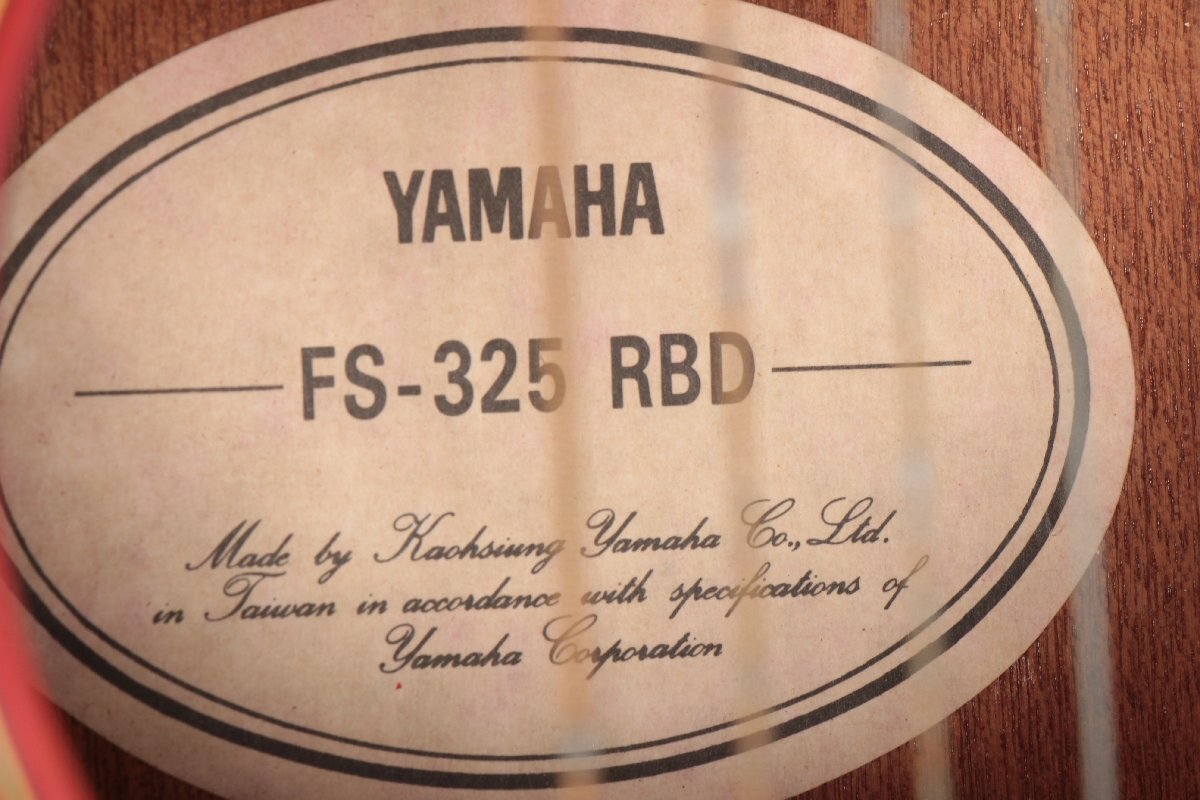 YAMAHA
FS-325 RBD
Made by Kaohsiung Yamaha Co., Ltd.
in Taiwan in accordance with specifications of
Yamaha Corporation